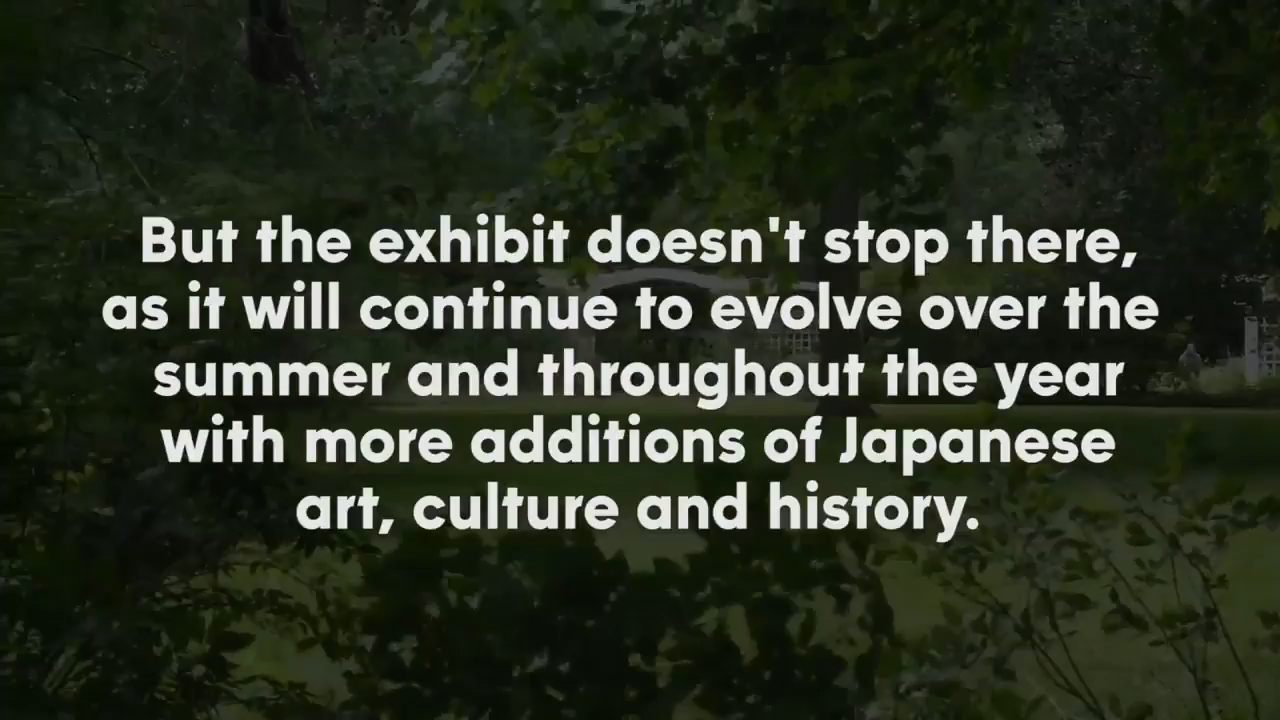 But the exhibit doesn't stop there,
as it will continue to evolve over the
summer and throughout the year
with more additions of Japanese
art, culture and history.